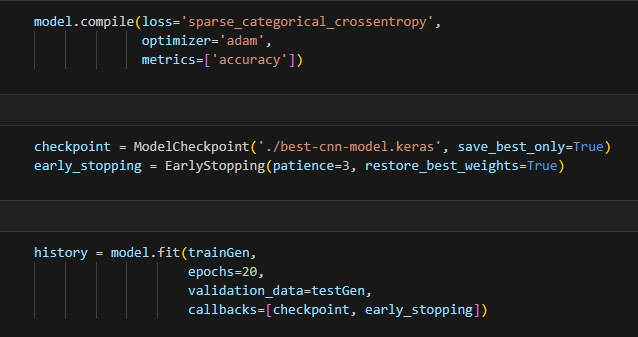 model.compile(loss='sparse_categorical_crossentropy',
optimizer='adam',
metrics=['accuracy'])
checkpoint = ModelCheckpoint('./best-cnn-model.keras', save_best_only=True)
early_stopping = EarlyStopping(patience=3, restore_best_weights=True)
history = model.fit(trainGen,
epochs=20,
validation_data=testGen,
callbacks=[checkpoint, early_stopping])